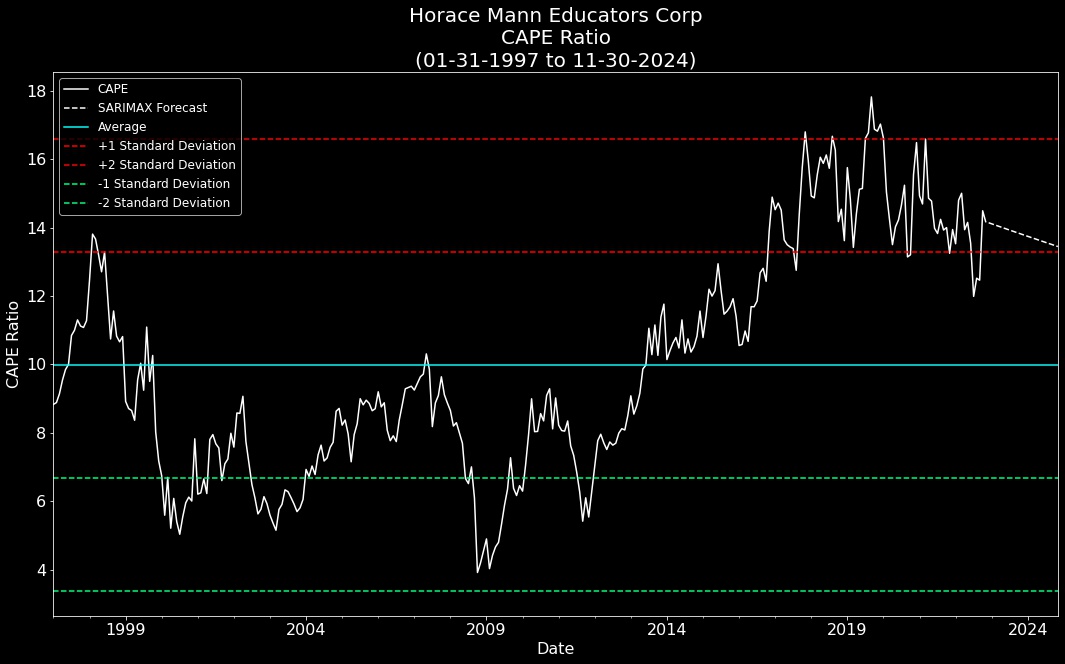 Horace Mann Educators Corp
CAPE Ratio
(01-31-1997 to 11-30-2024)
CAPE
SARIMAX Forecast
Average
+1 Standard Deviation
+2 Standard Deviation
-1 Standard Deviation
-2 Standard Deviation
CAPE Ratio
18
16
14
12
10
8
6
4
1999
2004
2009
2014
2019
2024
Date